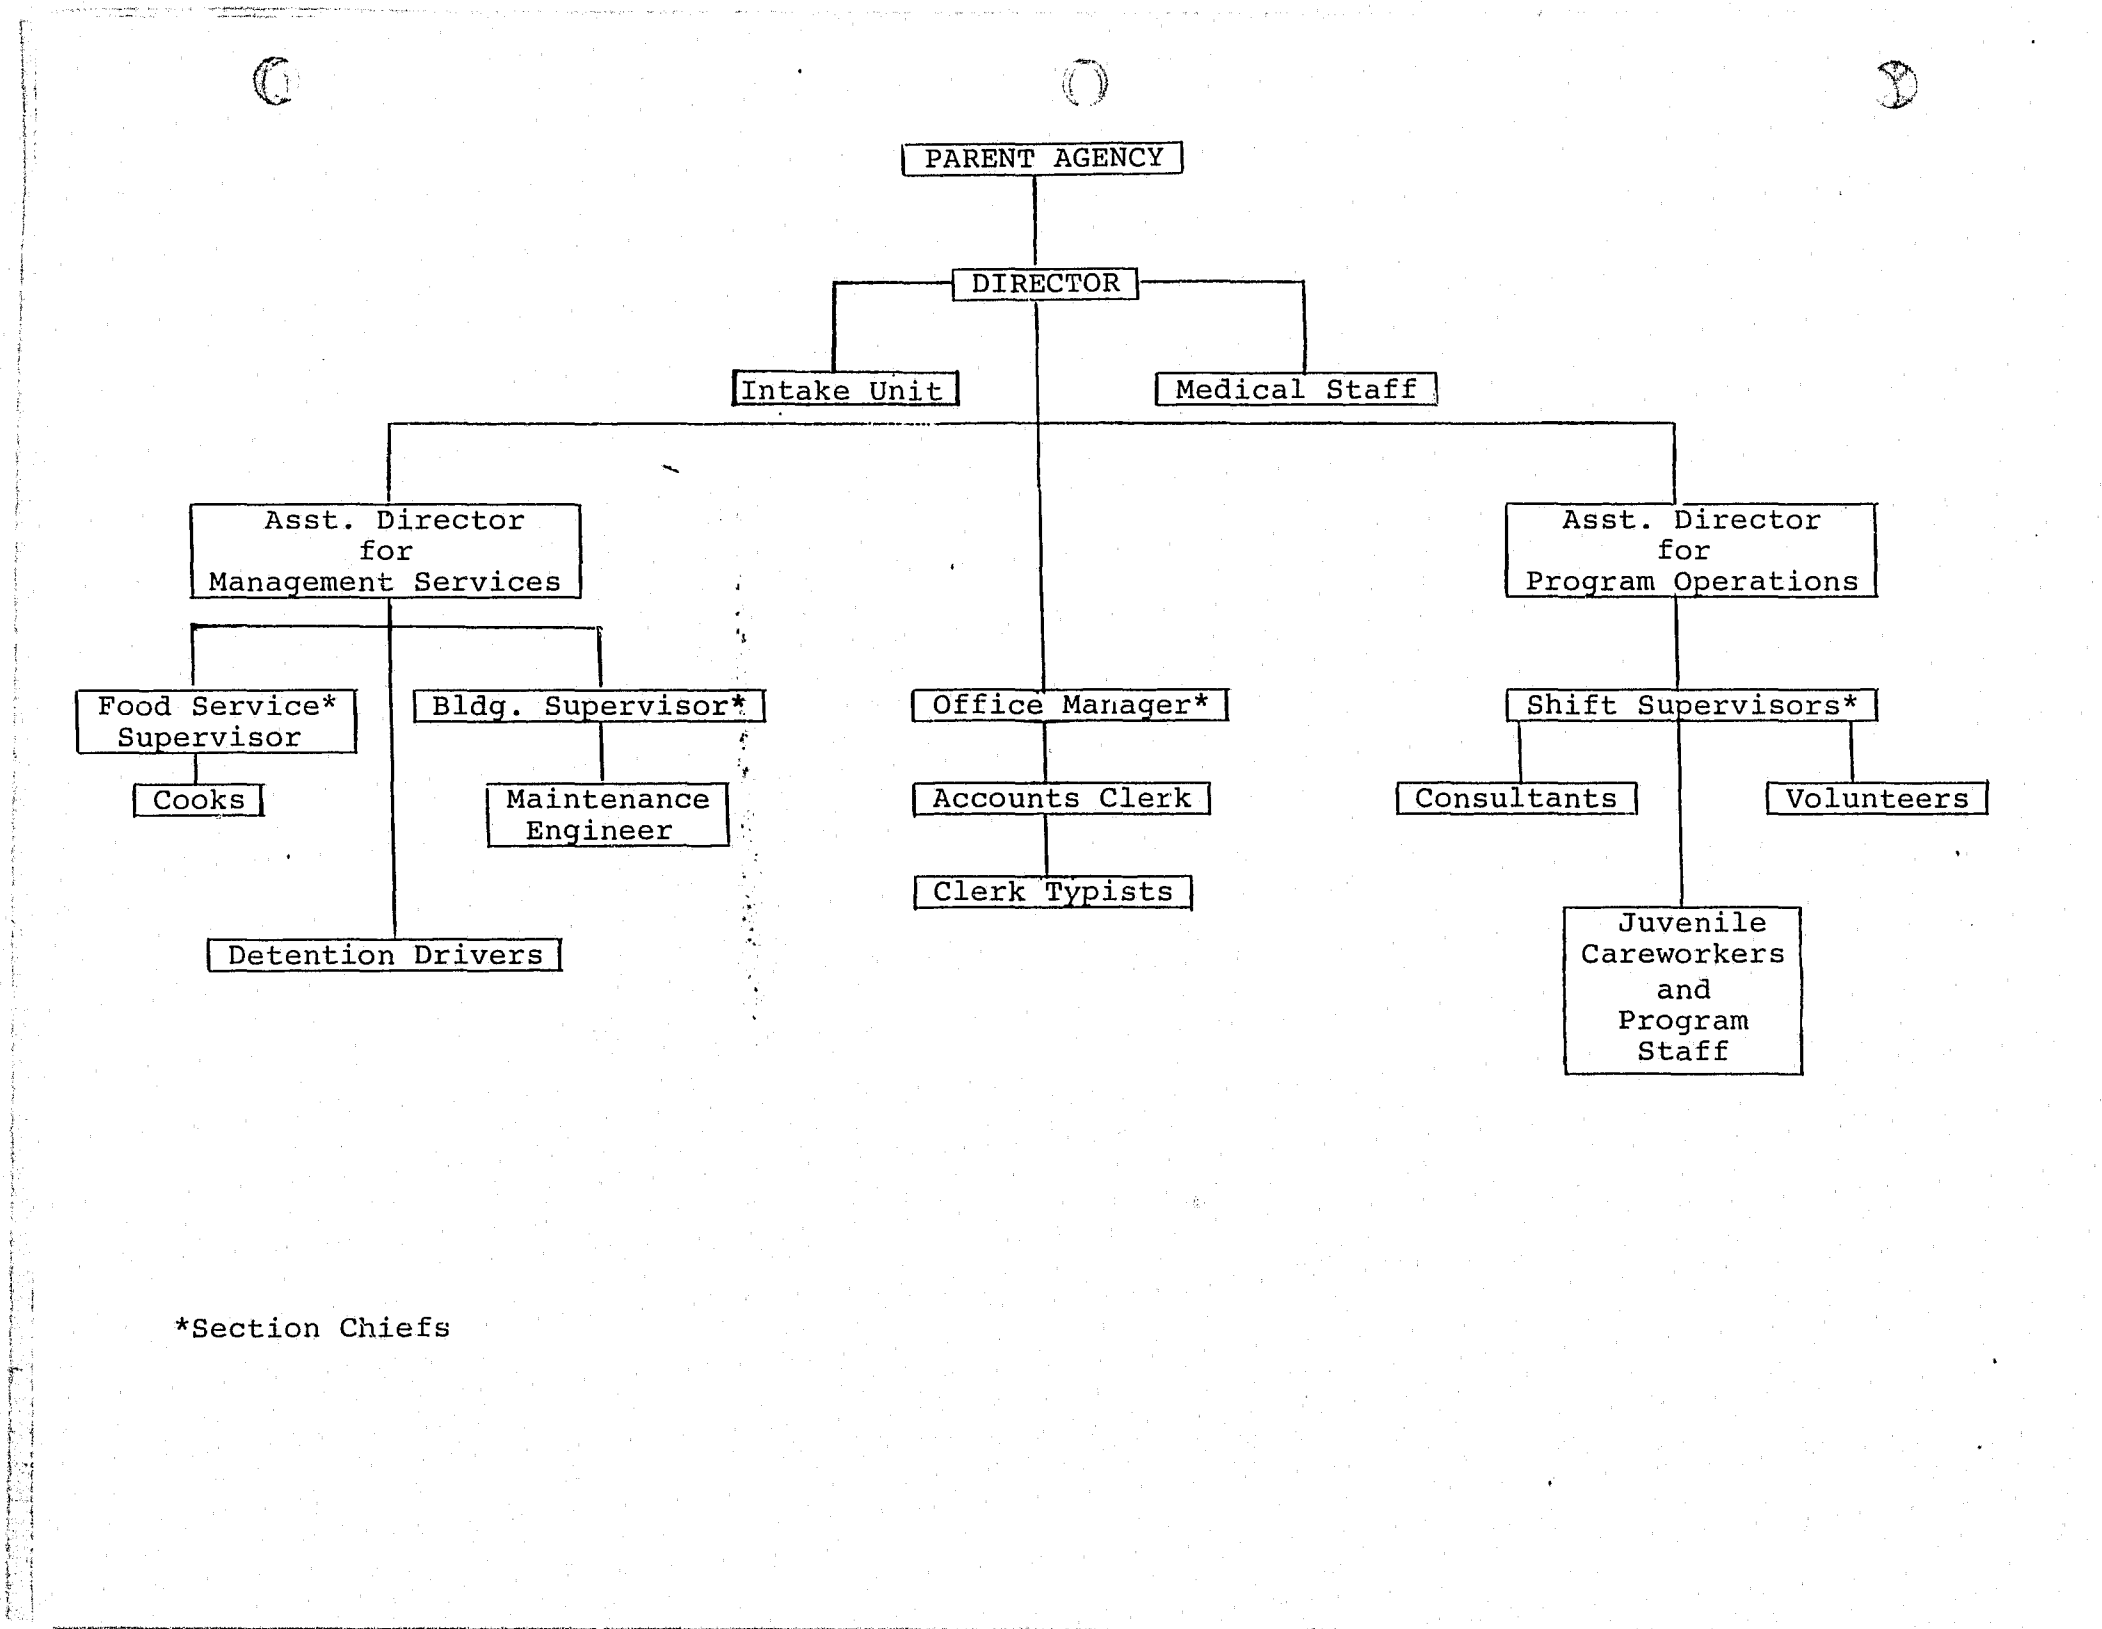 PARENT AGENCY
DIRECTOR
Intake Unit
Medical Staff
Asst. Director
for
Management Services
Asst. Director
for
Program Operations
Food Service*
Supervisor
Bldg. Supervisor*
Office Manager*
Shift Supervisors*
Cooks
Maintenance
Engineer
Accounts Clerk
Consultants
Volunteers
Clerk Typists
Detention Drivers
Juvenile
Careworkers
and
Program
Staff
*Section Chiefs